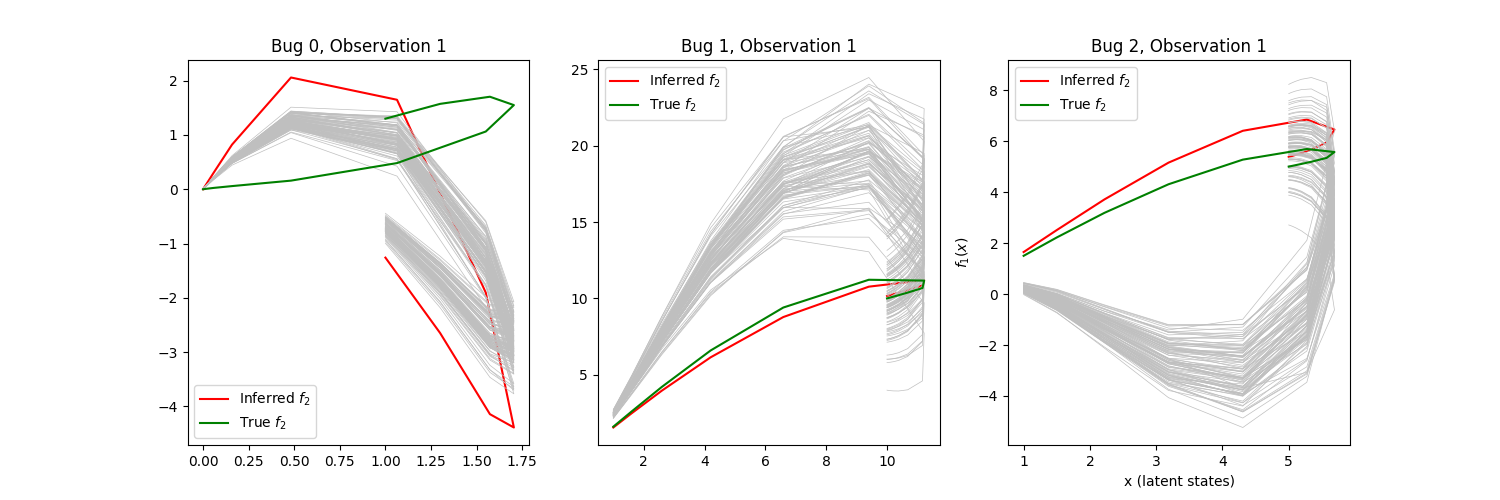 Bug 0, Observation 1
2
1
0
−1
−2
−3
−4
Inferred f₂
True f₂
0.00 0.25 0.50 0.75 1.00 1.25 1.50 1.75
Bug 1, Observation 1
Inferred f₂
True f₂
25
20
15
10
5
2 4 6 8 10
Bug 2, Observation 1
Inferred f₂
True f₂
8
6
4
2
0
−2
−4
f₁(x)
1 2 3 4 5
x (latent states)